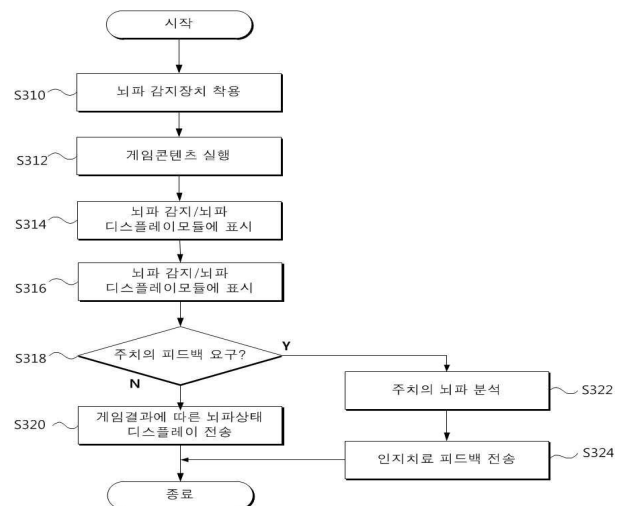 시작
S310
뇌파 감지장치 착용
S312
게임콘텐츠 실행
S314
뇌파 감지/뇌파
디스플레이모듈에 표시
S316
뇌파 감지/뇌파
디스플레이모듈에 표시
S318
주치의 피드백 요구?
Y
N
주치의 뇌파 분석
S322
S320
게임결과에 따른 뇌파상태
디스플레이 전송
인지치료 피드백 전송
S324
종료